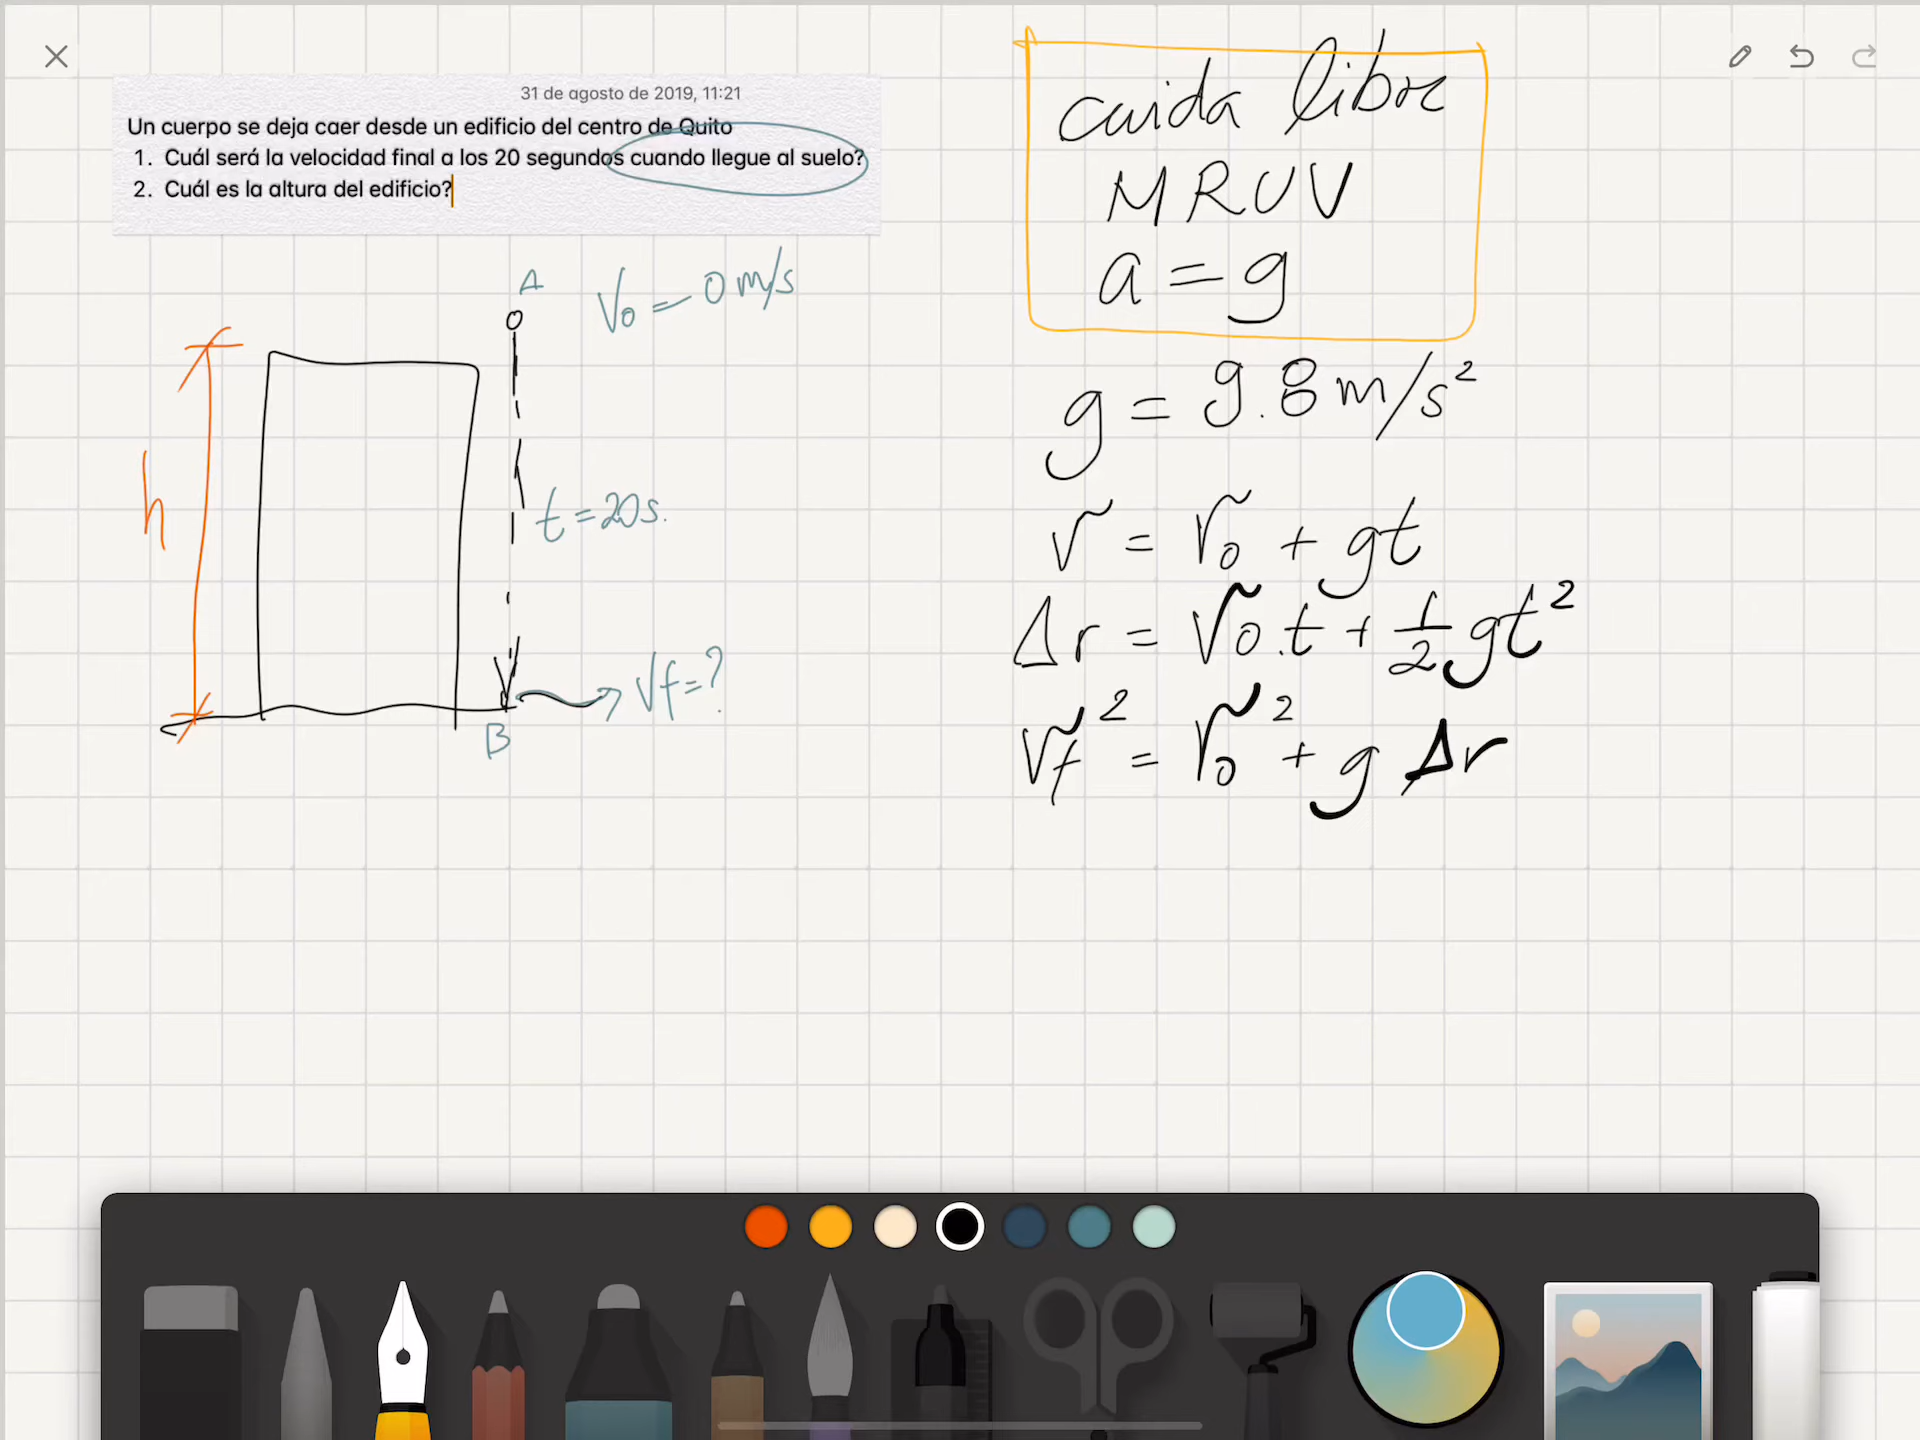 31 de agosto de 2019, 11:21
Un cuerpo se deja caer desde un edificio del centro de Quito
1. Cuál será la velocidad final a los 20 segundos cuando llegue al suelo?
2. Cuál es la altura del edificio?
A
V₀ = 0 m/s
h
t = 20 s.
Vf = ?
B
caida libre
MRUV
a = g
g = 9.8 m/s²
V = V₀ + gt
Δr = V₀.t + 1/2 gt²
Vf² = V₀² + g Δr